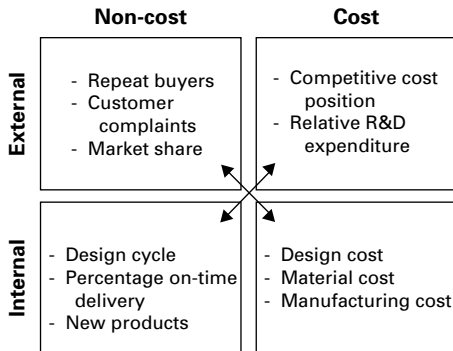 Non-cost
Cost
External
- Repeat buyers
- Customer
complaints
- Market share
- Competitive cost
position
- Relative R&D
expenditure
Internal
- Design cycle
- Percentage on-time
delivery
- New products
- Design cost
- Material cost
- Manufacturing cost